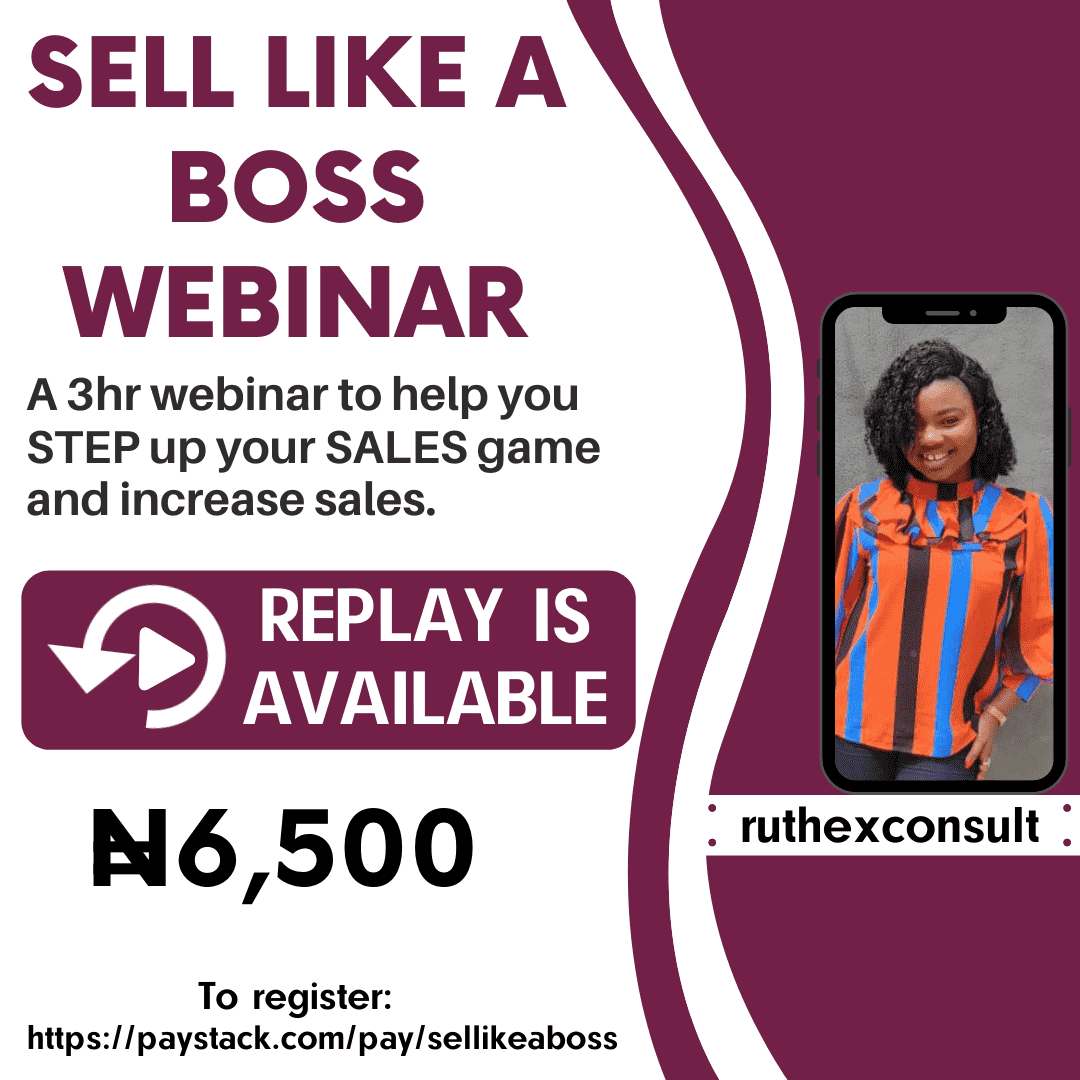 SELL LIKE A
BOSS
WEBINAR
A 3hr webinar to help you
STEP up your SALES game
and increase sales.
REPLAY IS
AVAILABLE
₦6,500
ruthexconsult
To register:
https://paystack.com/pay/sellikeaboss